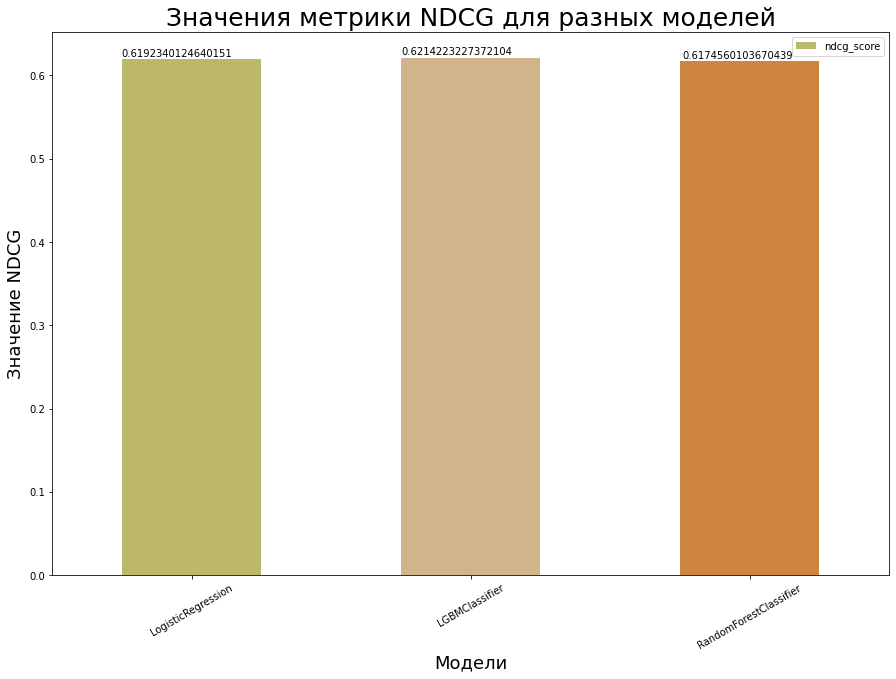 Значения метрики NDCG для разных моделей
0.6192340124640151
0.6214223227372104
0.6174560103670439
ndcg_score
0.6
0.5
0.4
0.3
0.2
0.1
0.0
Значение NDCG
LogisticRegression
LGBMClassifier
RandomForestClassifier
Модели